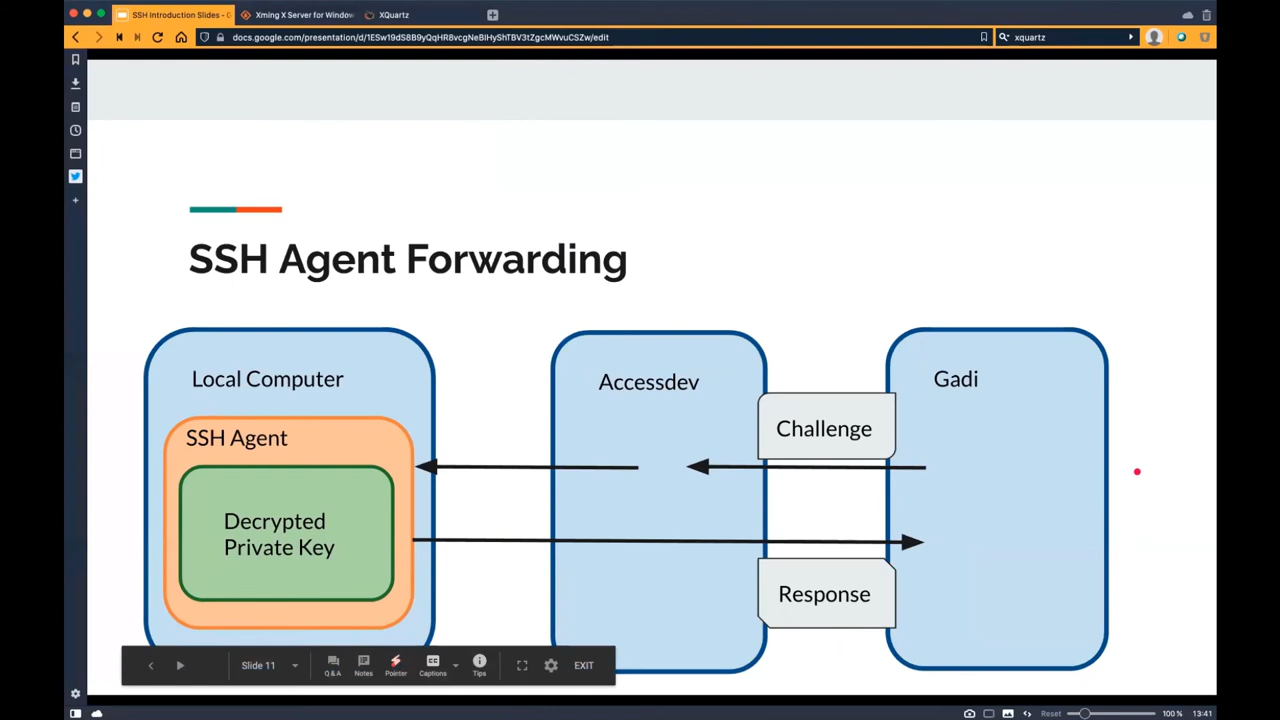 SSH Introduction Slides - G
Xming X Server for Window
XQuartz
docs.google.com/presentation/d/1ESw19dS8B9yQqHR8vcgNeBIHyShTBV3tZgcMWvuCSZw/edit
xquartz
SSH Agent Forwarding
Local Computer
Accessdev
Gadi
Challenge
SSH Agent
Decrypted
Private Key
Response
Slide 11
Q & A
Notes
Pointer
Captions
Tips
EXIT
Reset
100 %
13:41